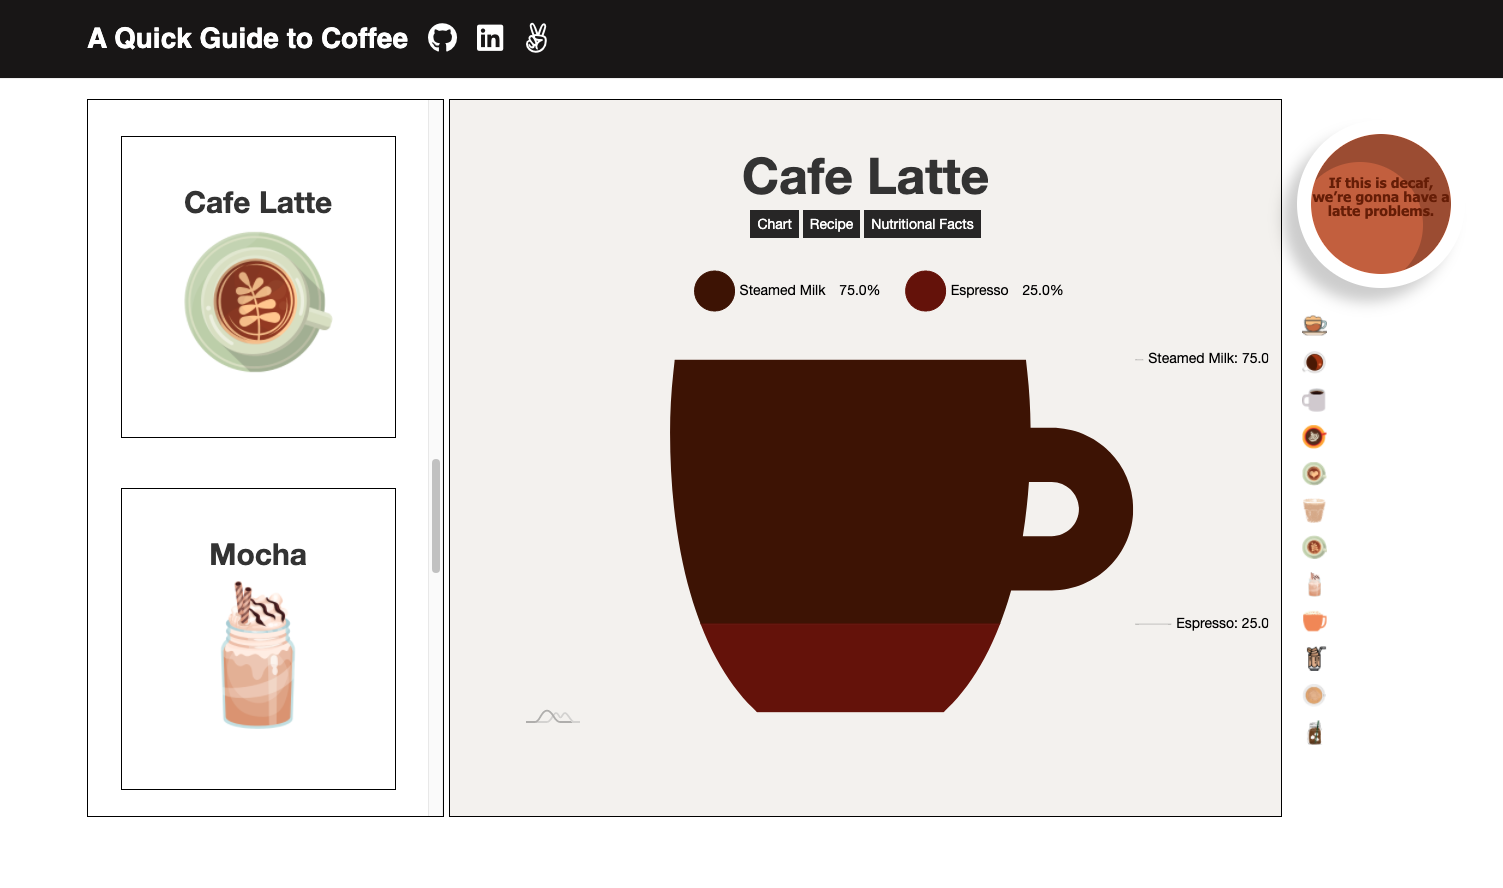 A Quick Guide to Coffee
Cafe Latte
Mocha
Cafe Latte
Chart Recipe Nutritional Facts
Steamed Milk 75.0% Espresso 25.0%
Steamed Milk: 75.0
Espresso: 25.0
If this is decaf,
we’re gonna have a
latte problems.